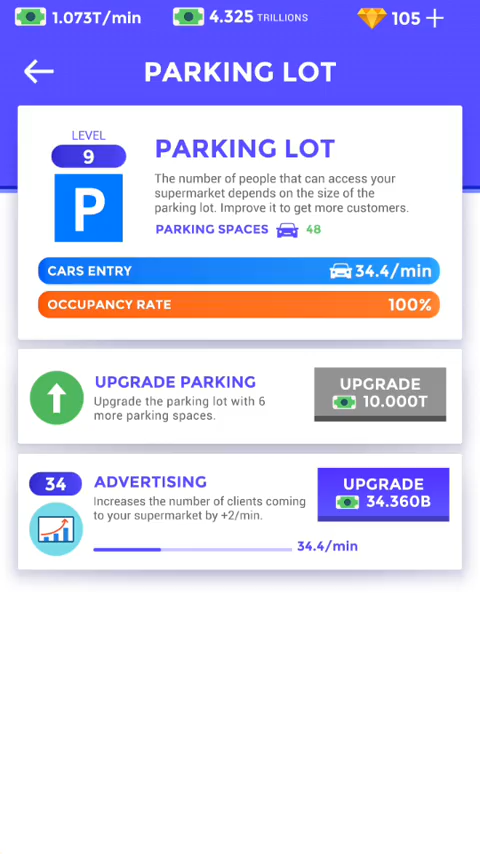 1.073T/min 4.325 TRILLIONS 105 +
PARKING LOT
LEVEL
9
P
PARKING LOT
The number of people that can access your
supermarket depends on the size of the
parking lot. Improve it to get more customers.
PARKING SPACES 48
CARS ENTRY 34.4/min
OCCUPANCY RATE 100%
UPGRADE PARKING
Upgrade the parking lot with 6
more parking spaces.
UPGRADE
10.000T
34
ADVERTISING
Increases the number of clients coming
to your supermarket by +2/min.
34.4/min
UPGRADE
34.360B